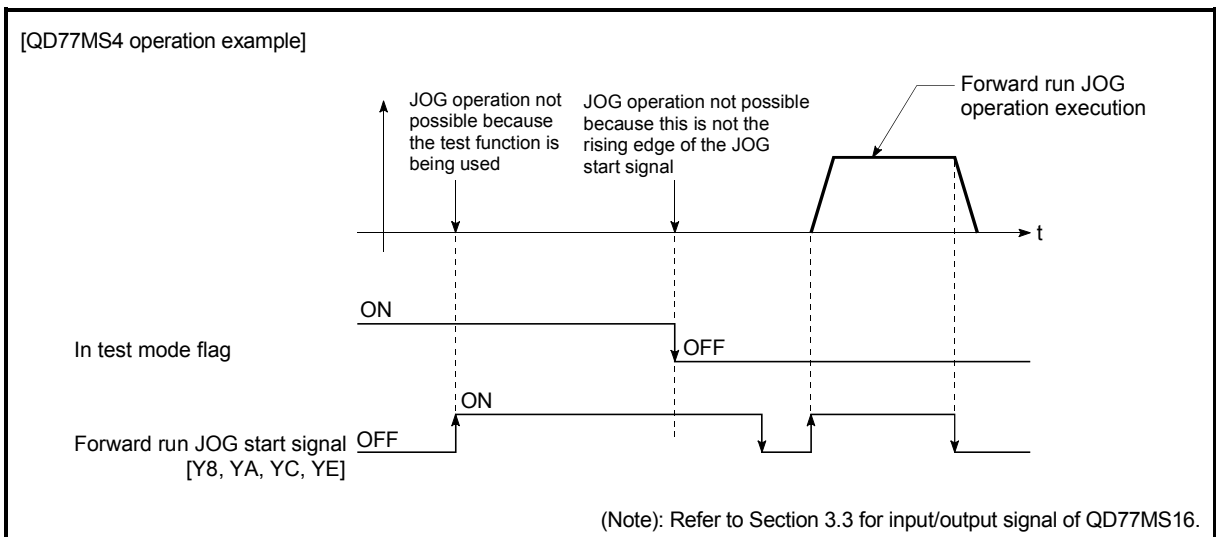 [QD77MS4 operation example]
JOG operation not
possible because
the test function is
being used
JOG operation not possible
because this is not the
rising edge of the JOG
start signal
Forward run JOG
operation execution
t
ON
In test mode flag
OFF
ON
Forward run JOG start signal
OFF
[Y8, YA, YC, YE]
(Note): Refer to Section 3.3 for input/output signal of QD77MS16.